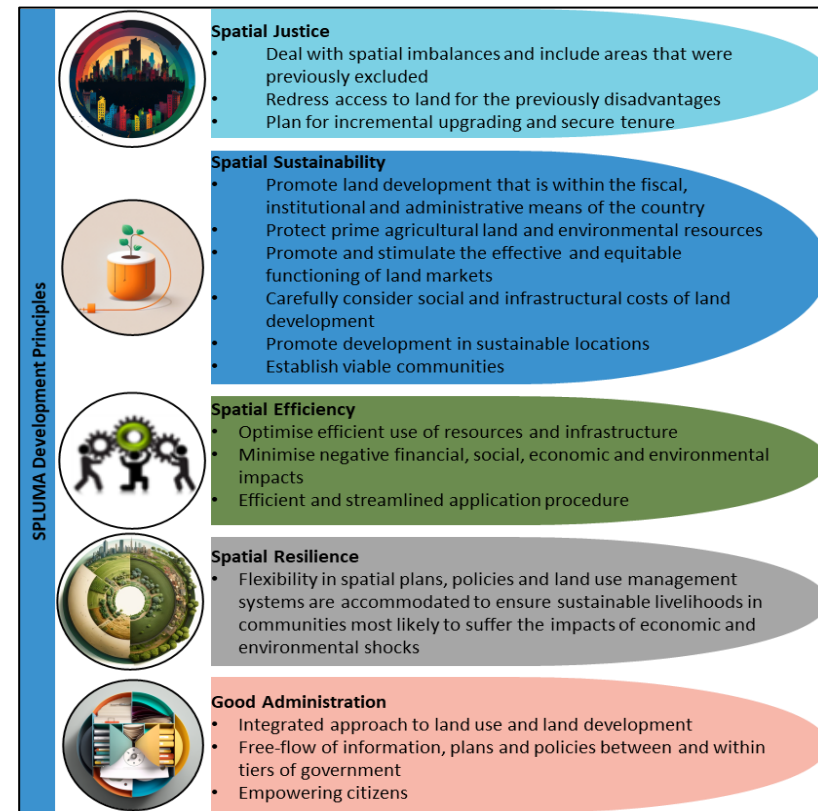 SPLUMA Development Principles
Spatial Justice
• Deal with spatial imbalances and include areas that were
previously excluded
• Redress access to land for the previously disadvantages
• Plan for incremental upgrading and secure tenure
Spatial Sustainability
• Promote land development that is within the fiscal,
institutional and administrative means of the country
• Protect prime agricultural land and environmental resources
• Promote and stimulate the effective and equitable
functioning of land markets
• Carefully consider social and infrastructural costs of land
development
• Promote development in sustainable locations
• Establish viable communities
Spatial Efficiency
• Optimise efficient use of resources and infrastructure
• Minimise negative financial, social, economic and environmental
impacts
• Efficient and streamlined application procedure
Spatial Resilience
• Flexibility in spatial plans, policies and land use management
systems are accommodated to ensure sustainable livelihoods in
communities most likely to suffer the impacts of economic and
environmental shocks
Good Administration
• Integrated approach to land use and land development
• Free-flow of information, plans and policies between and within
tiers of government
• Empowering citizens